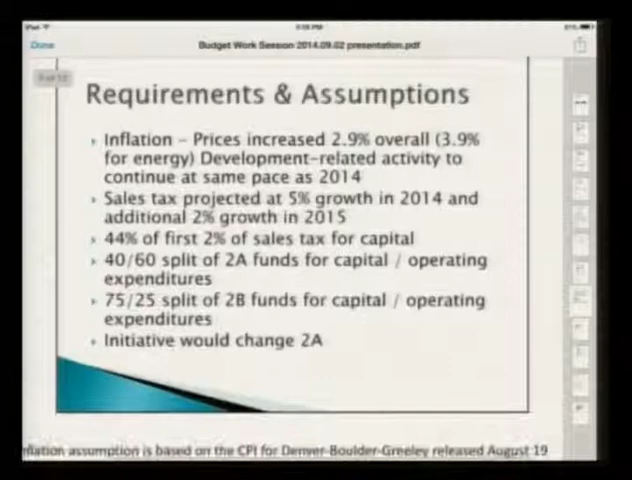 Done
Budget Work Session 2014.09.02 presentation.pdf
Requirements & Assumptions
Inflation – Prices increased 2.9% overall (3.9%
for energy) Development-related activity to
continue at same pace as 2014
Sales tax projected at 5% growth in 2014 and
additional 2% growth in 2015
44% of first 2% of sales tax for capital
40/60 split of 2A funds for capital / operating
expenditures
75/25 split of 2B funds for capital / operating
expenditures
Initiative would change 2A
assumption is based on the CPI for Denver-Boulder-Greeley released August 19